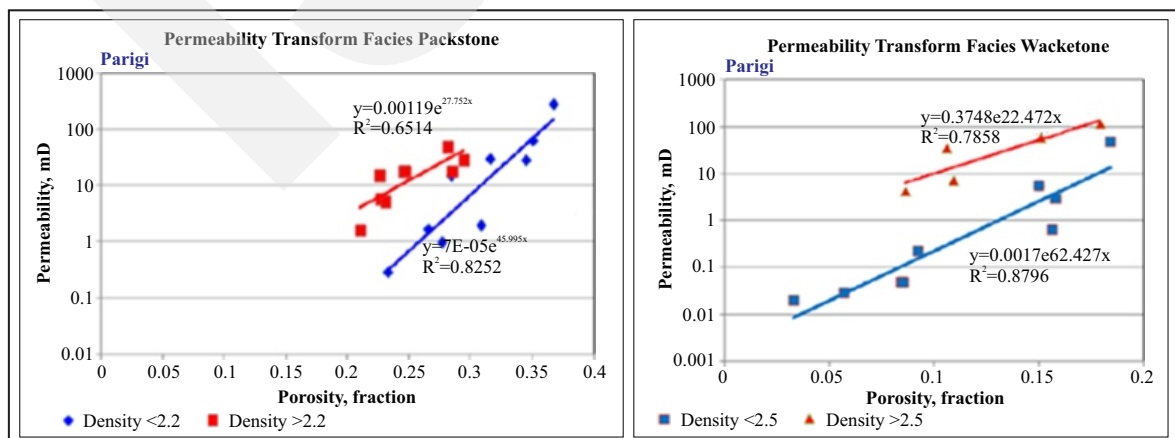 Permeability Transform Facies Packstone
Parigi
1000
100
10
1
0.1
0.01
Permeability, mD
y=0.00119e^27.752x
R²=0.6514
y=7E-05e^45.995x
R²=0.8252
0 0.1 0.1 0.2 0.2 0.3 0.3 0.4 0.4
Porosity, fraction
Density <2.2 Density >2.2
Permeability Transform Facies Wacketone
Parigi
1000
100
10
1
0.1
0.01
0.001
Permeability, mD
y=0.3748e22.472x
R²=0.7858
y=0.0017e62.427x
R²=0.8796
0 0.05 0.1 0.15 0.2
Porosity, fraction
Density <2.5 Density >2.5